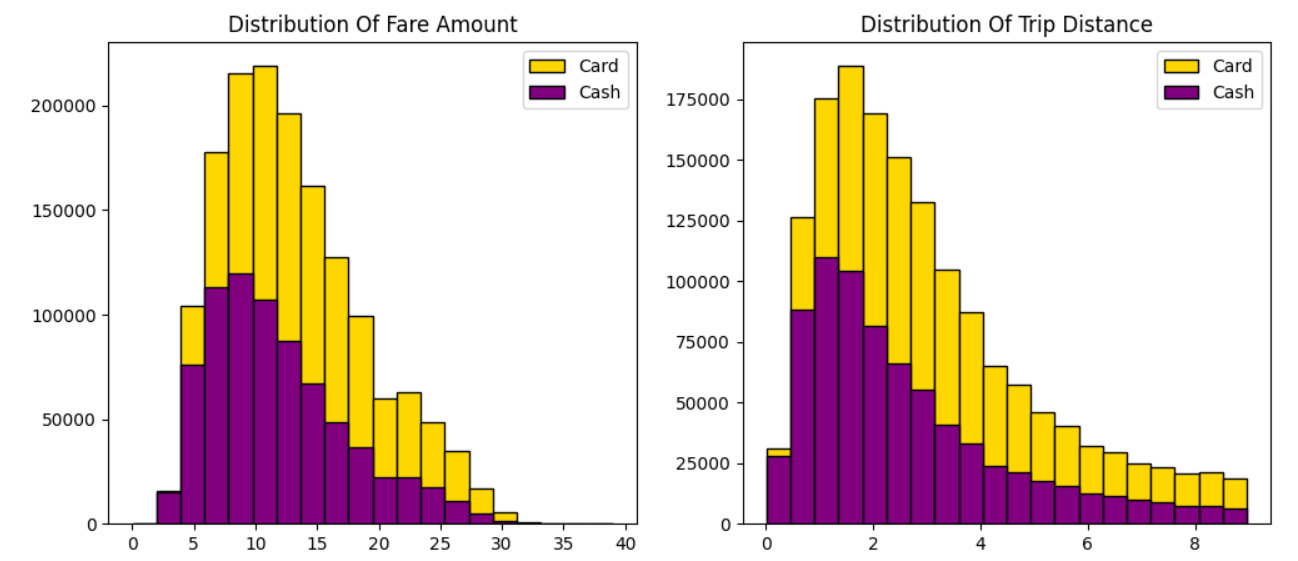 Distribution Of Fare Amount
Card
Cash
200000
150000
100000
50000
0
0 5 10 15 20 25 30 35 40
Distribution Of Trip Distance
Card
Cash
175000
150000
125000
100000
75000
50000
25000
0
0 2 4 6 8